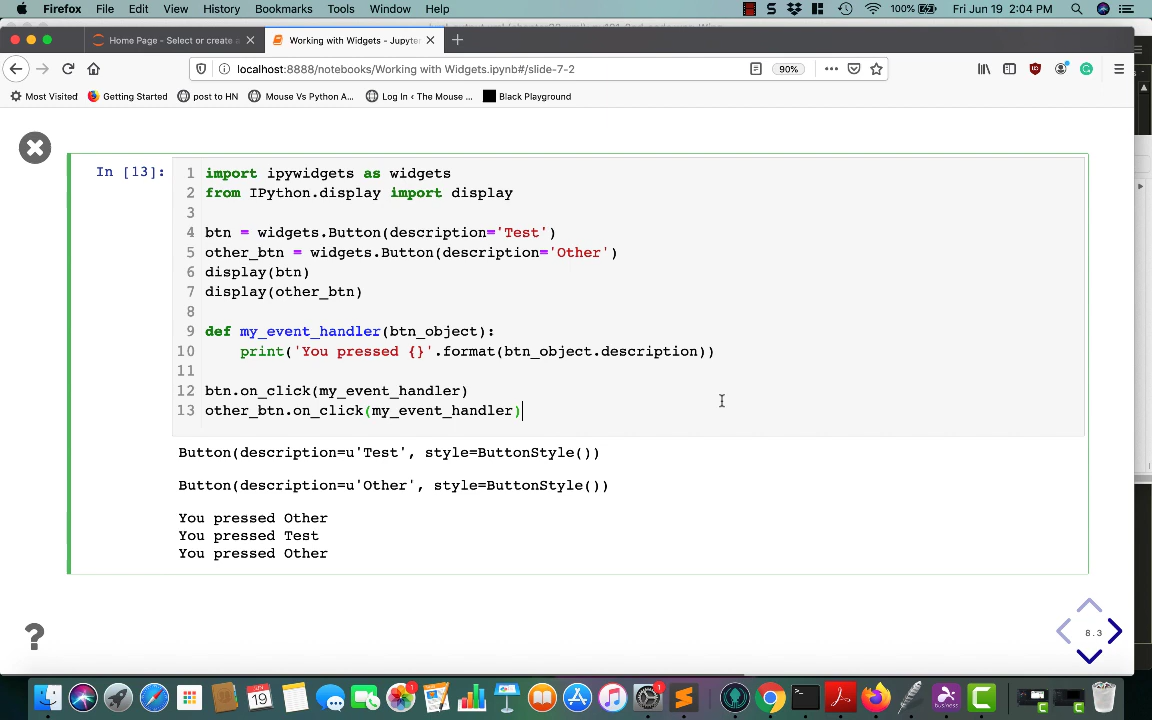 Firefox File Edit View History Bookmarks Tools Window Help 100% Fri Jun 19 2:04 PM
Home Page - Select or create a
Working with Widgets - Jupyter
localhost:8888/notebooks/Working with Widgets.ipynb#/slide-7-2 90%
Most Visited Getting Started post to HN Mouse Vs Python A... Log In < The Mouse ... Black Playground
In [13]:
1 import ipywidgets as widgets
2 from IPython.display import display
3
4 btn = widgets.Button(description='Test')
5 other_btn = widgets.Button(description='Other')
6 display(btn)
7 display(other_btn)
8
9 def my_event_handler(btn_object):
10 print('You pressed {}'.format(btn_object.description))
11
12 btn.on_click(my_event_handler)
13 other_btn.on_click(my_event_handler)
Button(description=u'Test', style=ButtonStyle())
Button(description=u'Other', style=ButtonStyle())
You pressed Other
You pressed Test
You pressed Other
?
8.3